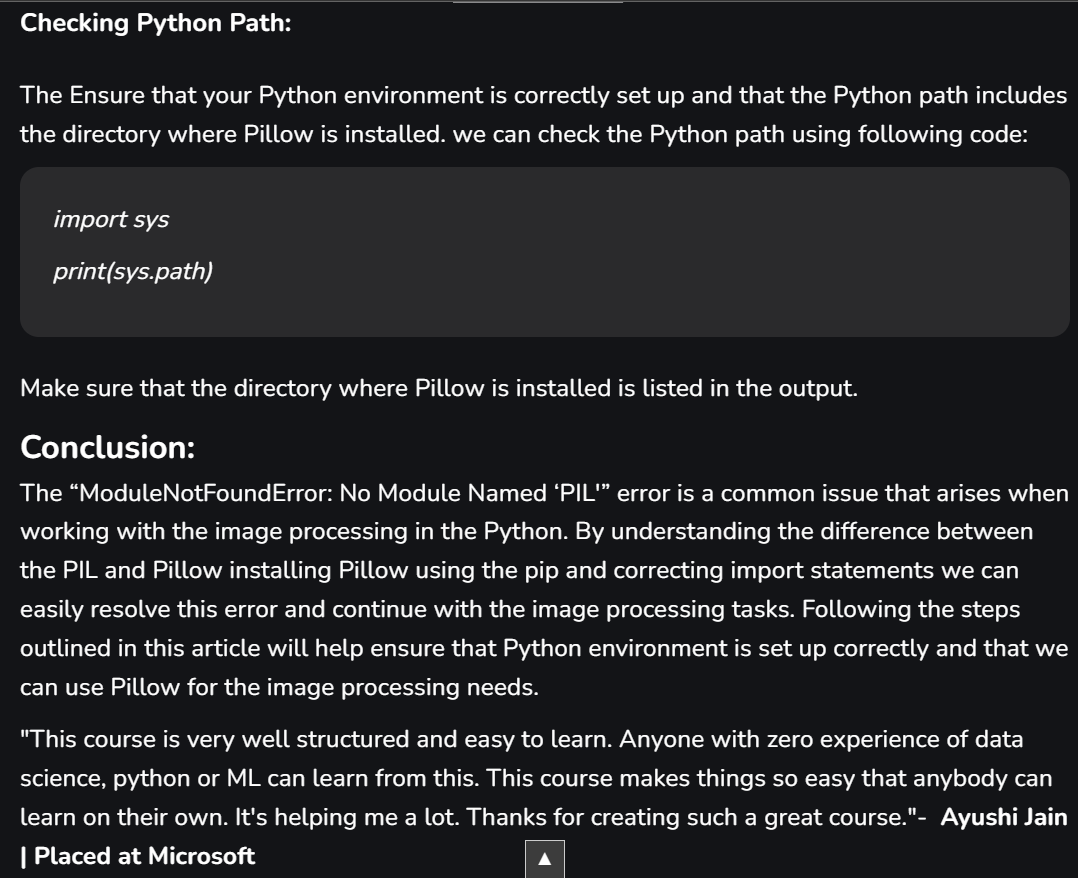 Checking Python Path:
The Ensure that your Python environment is correctly set up and that the Python path includes
the directory where Pillow is installed. we can check the Python path using following code:
import sys
print(sys.path)
Make sure that the directory where Pillow is installed is listed in the output.
Conclusion:
The “ModuleNotFoundError: No Module Named ‘PIL'” error is a common issue that arises when
working with the image processing in the Python. By understanding the difference between
the PIL and Pillow installing Pillow using the pip and correcting import statements we can
easily resolve this error and continue with the image processing tasks. Following the steps
outlined in this article will help ensure that Python environment is set up correctly and that we
can use Pillow for the image processing needs.
"This course is very well structured and easy to learn. Anyone with zero experience of data
science, python or ML can learn from this. This course makes things so easy that anybody can
learn on their own. It's helping me a lot. Thanks for creating such a great course."- Ayushi Jain
| Placed at Microsoft